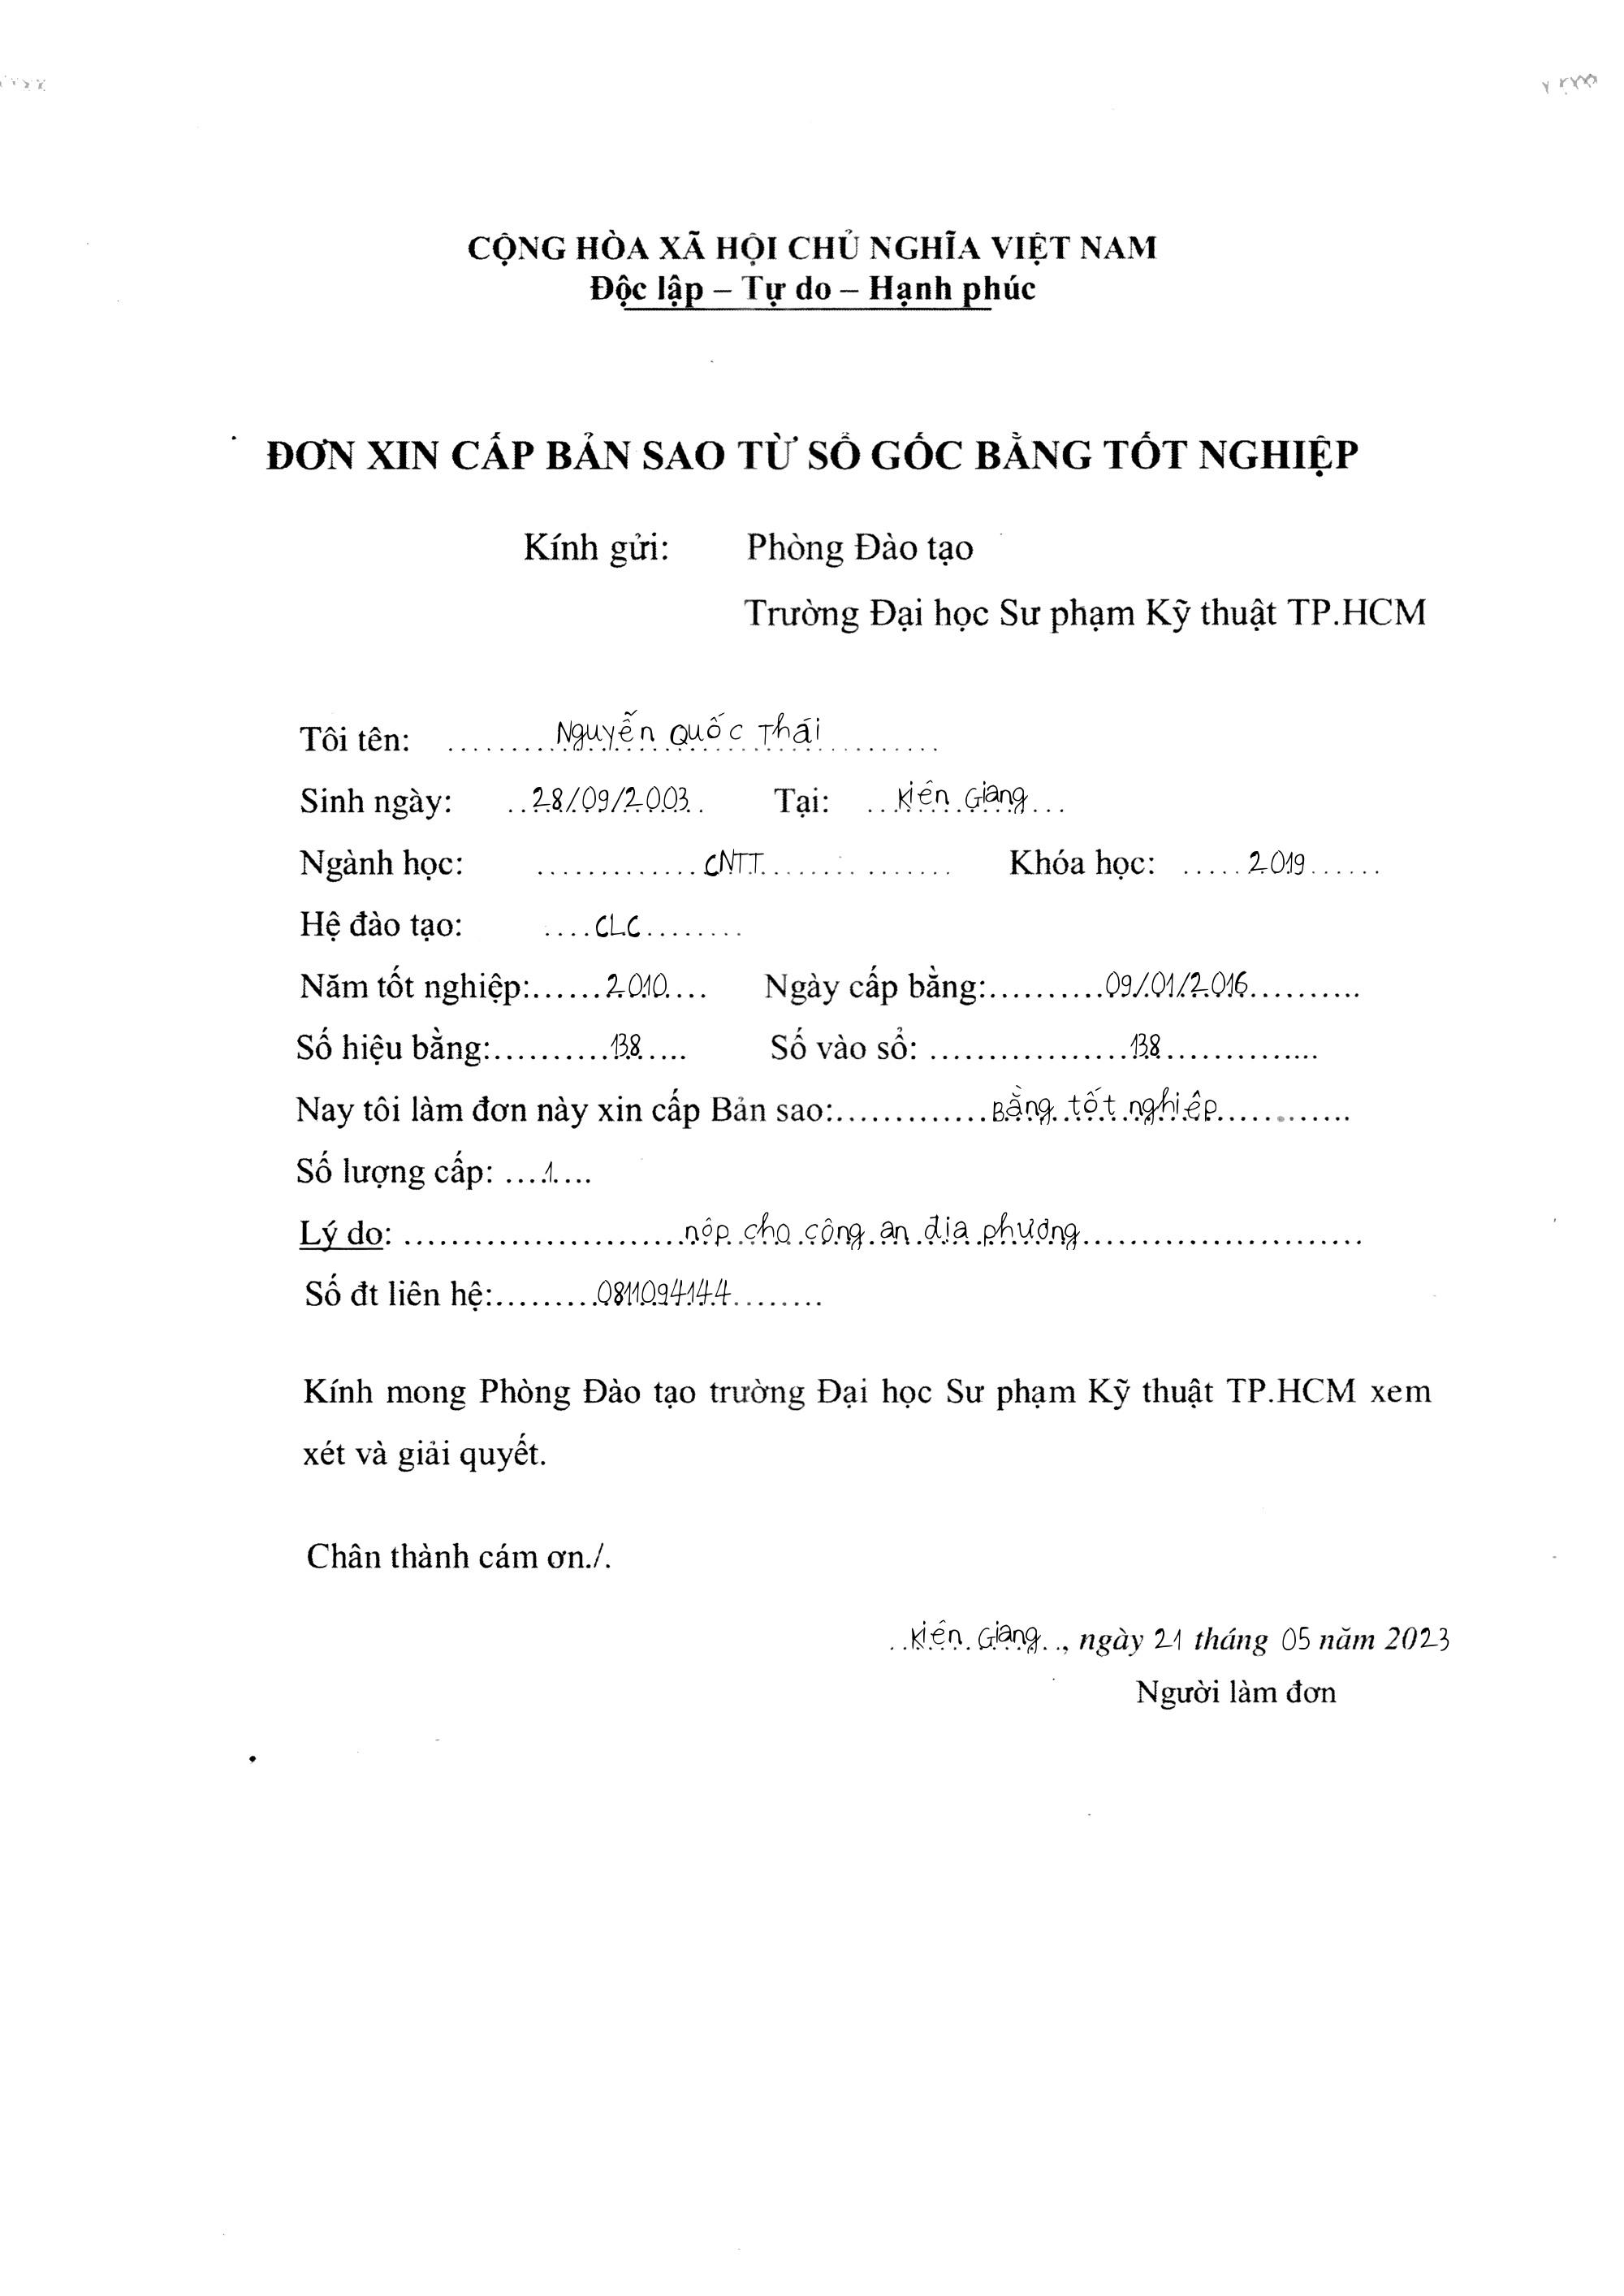 CỘNG HÒA XÃ HỘI CHỦ NGHĨA VIỆT NAM
Độc lập – Tự do – Hạnh phúc
ĐƠN XIN CẤP BẢN SAO TỪ SỔ GỐC BẰNG TỐT NGHIỆP
Kính gửi: Phòng Đào tạo
Trường Đại học Sư phạm Kỹ thuật TP.HCM
Tôi tên: Nguyễn Quốc Thái
Sinh ngày: 28/09/2003 Tại: Kiên Giang
Ngành học: CNTT Khóa học: 2019
Hệ đào tạo: CLC
Năm tốt nghiệp: 2010 Ngày cấp bằng: 09/01/2016
Số hiệu bằng: 138 Số vào sổ: 138
Nay tôi làm đơn này xin cấp Bản sao: Bằng tốt nghiệp
Số lượng cấp: 1
Lý do: nộp cho công an địa phương
Số đt liên hệ: 0811094144
Kính mong Phòng Đào tạo trường Đại học Sư phạm Kỹ thuật TP.HCM xem
xét và giải quyết.
Chân thành cám ơn./.
Kiên Giang, ngày 21 tháng 05 năm 2023
Người làm đơn